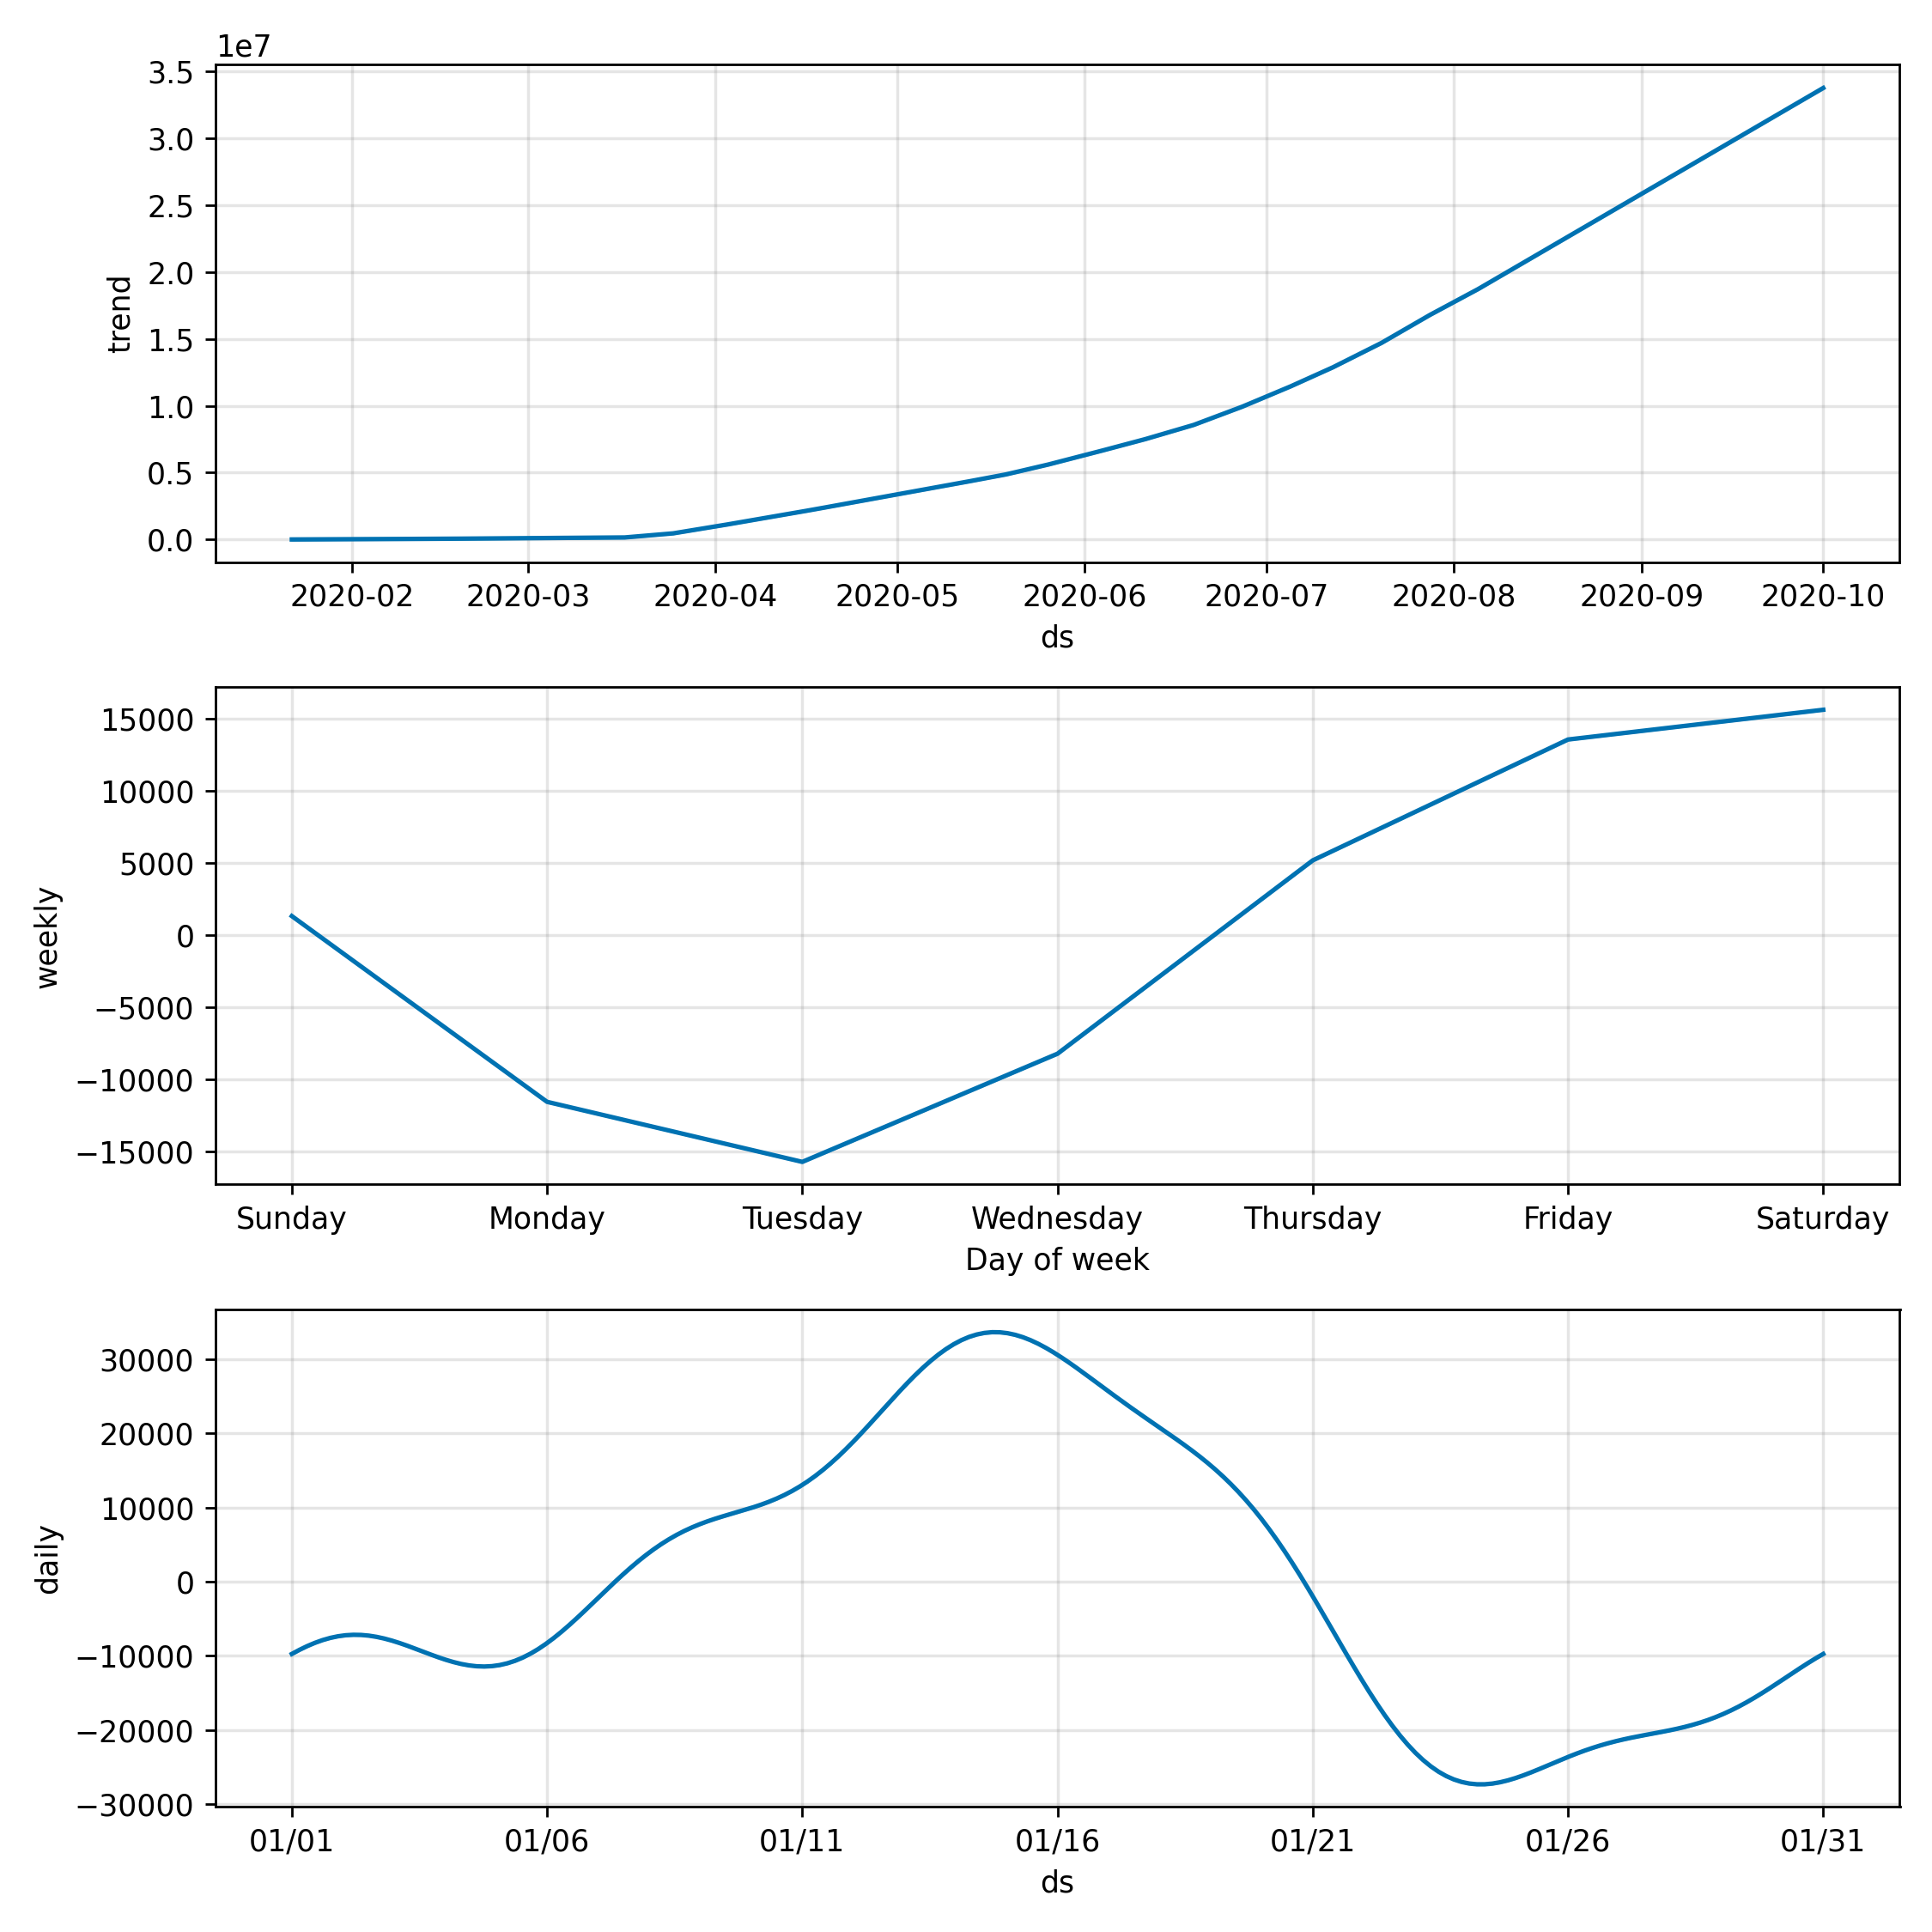 1e7
3.5
3.0
2.5
2.0
1.5
1.0
0.5
0.0
trend
2020-02 2020-03 2020-04 2020-05 2020-06 2020-07 2020-08 2020-09 2020-10
ds
15000
10000
5000
0
−5000
−10000
−15000
weekly
Sunday Monday Tuesday Wednesday Thursday Friday Saturday
Day of week
30000
20000
10000
0
−10000
−20000
−30000
daily
01/01 01/06 01/11 01/16 01/21 01/26 01/31
ds